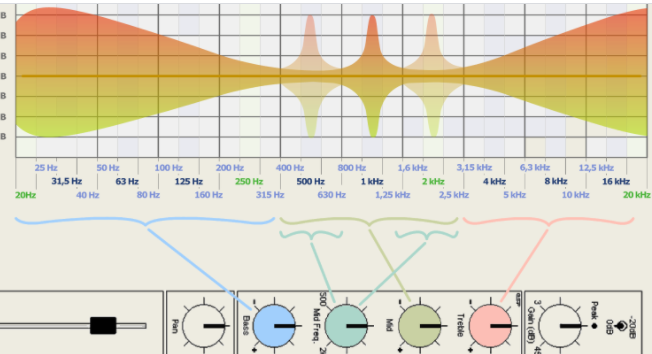 B
B
B
B
B
B
B
25 Hz 50 Hz 100 Hz 200 Hz 400 Hz 800 Hz 1,6 kHz 3,15 kHz 6,3 kHz 12,5 kHz
31,5 Hz 63 Hz 125 Hz 250 Hz 500 Hz 1 kHz 2 kHz 4 kHz 8 kHz 16 kHz
20Hz 40 Hz 80 Hz 160 Hz 315 Hz 630 Hz 1,25 kHz 2,5 kHz 5 kHz 10 kHz 20 kHz
Pan
-
Bass
+
500
Mid Freq.
-
Mid
+
-
Treble
+
3
Gain (dB)
Peak
0dB
-20dB